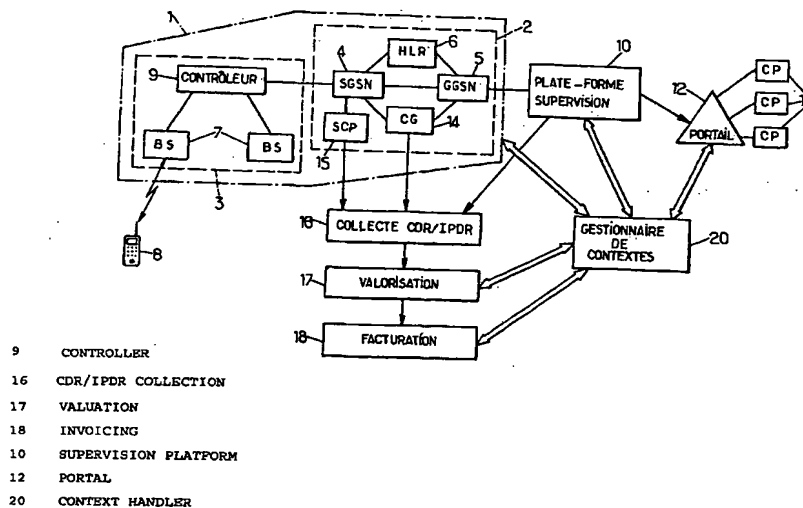 1
2
6
HLR
4
5
10
9
CONTRÔLEUR
SGSN
GGSN
PLATE-FORME
SUPERVISION
12
CP
CP
CP
PORTAIL
SCP
CG
14
15
BS
7
BS
3
8
16
COLLECTE CDR/IPDR
GESTIONNAIRE
DE
CONTEXTES
20
17
VALORISATION
18
FACTURATION
9 CONTROLLER
16 CDR/IPDR COLLECTION
17 VALUATION
18 INVOICING
10 SUPERVISION PLATFORM
12 PORTAL
20 CONTEXT HANDLER